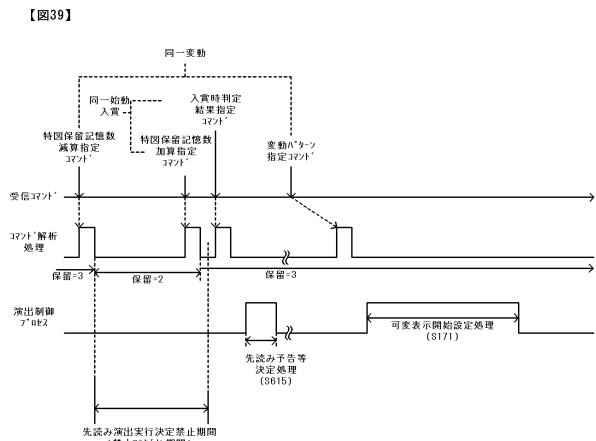 【図39】
同一変動
同一始動
入賞
入賞時判定
結果指定
コマンド
特図保留記憶数
減算指定
コマンド
特図保留記憶数
加算指定
コマンド
変動パターン
指定コマンド
受信コマンド
コマンド解析
処理
保留=3
保留=2
保留=3
演出制御
プロセス
可変表示開始設定処理
(S171)
先読み予告等
決定処理
(S615)
先読み演出実行決定禁止期間